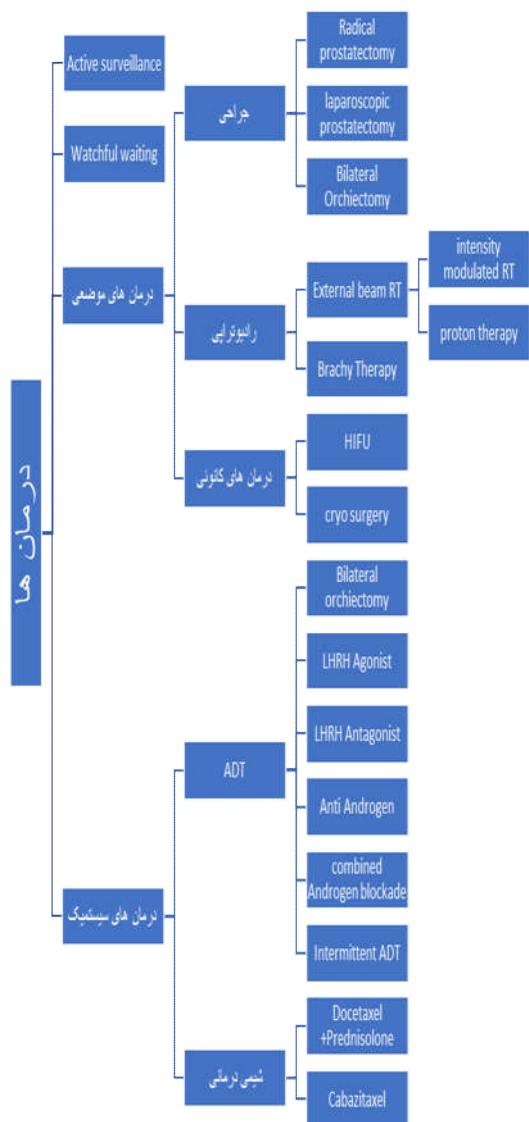 درمان ها
Active surveillance
Watchful waiting
درمان های موضعی
جراحی
Radical
prostatectomy
laparoscopic
prostatectomy
Bilateral
Orchiectomy
رادیوتراپی
External beam RT
intensity
modulated RT
proton therapy
Brachy Therapy
درمان های کانونی
HIFU
cryo surgery
درمان های سیستمیک
ADT
Bilateral
orchiectomy
LHRH Agonist
LHRH Antagonist
Anti Androgen
combined
Androgen blockade
Intermittent ADT
شیمی درمانی
Docetaxel
+Prednisolone
Cabazitaxel